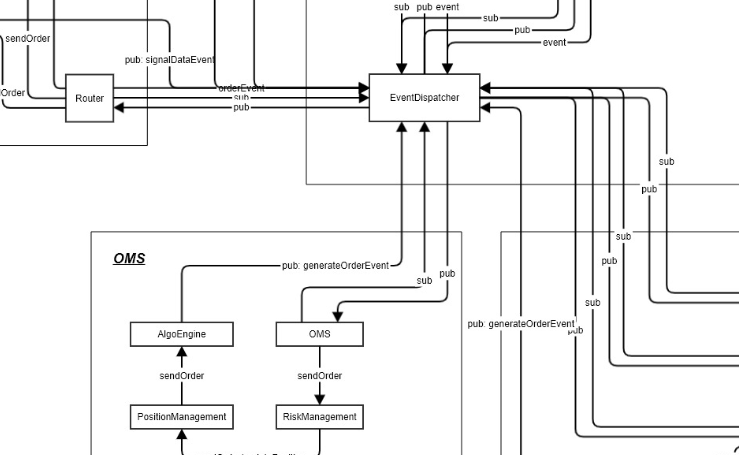 sub pub event
sub
pub
event
sendOrder
pub: signalDataEvent
Order
Router
orderEvent
sub
pub
EventDispatcher
sub
pub
sub
pub
sub
pub
OMS
pub: generateOrderEvent
sub
pub
pub: generateOrderEvent
AlgoEngine
OMS
sendOrder
sendOrder
PositionManagement
RiskManagement